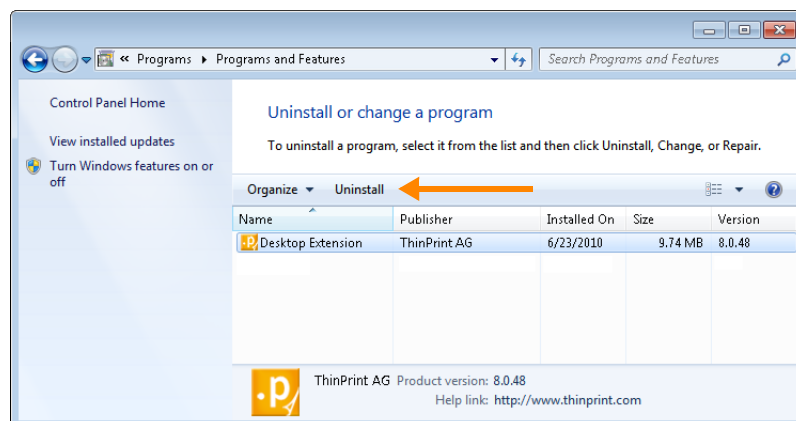 « Programs Programs and Features Search Programs and Features
Control Panel Home
View installed updates
Turn Windows features on or
off
Uninstall or change a program
To uninstall a program, select it from the list and then click Uninstall, Change, or Repair.
Organize Uninstall
Name Publisher Installed On Size Version
.P/ Desktop Extension ThinPrint AG 6/23/2010 9.74 MB 8.0.48
.P/ ThinPrint AG Product version: 8.0.48
Help link: http://www.thinprint.com